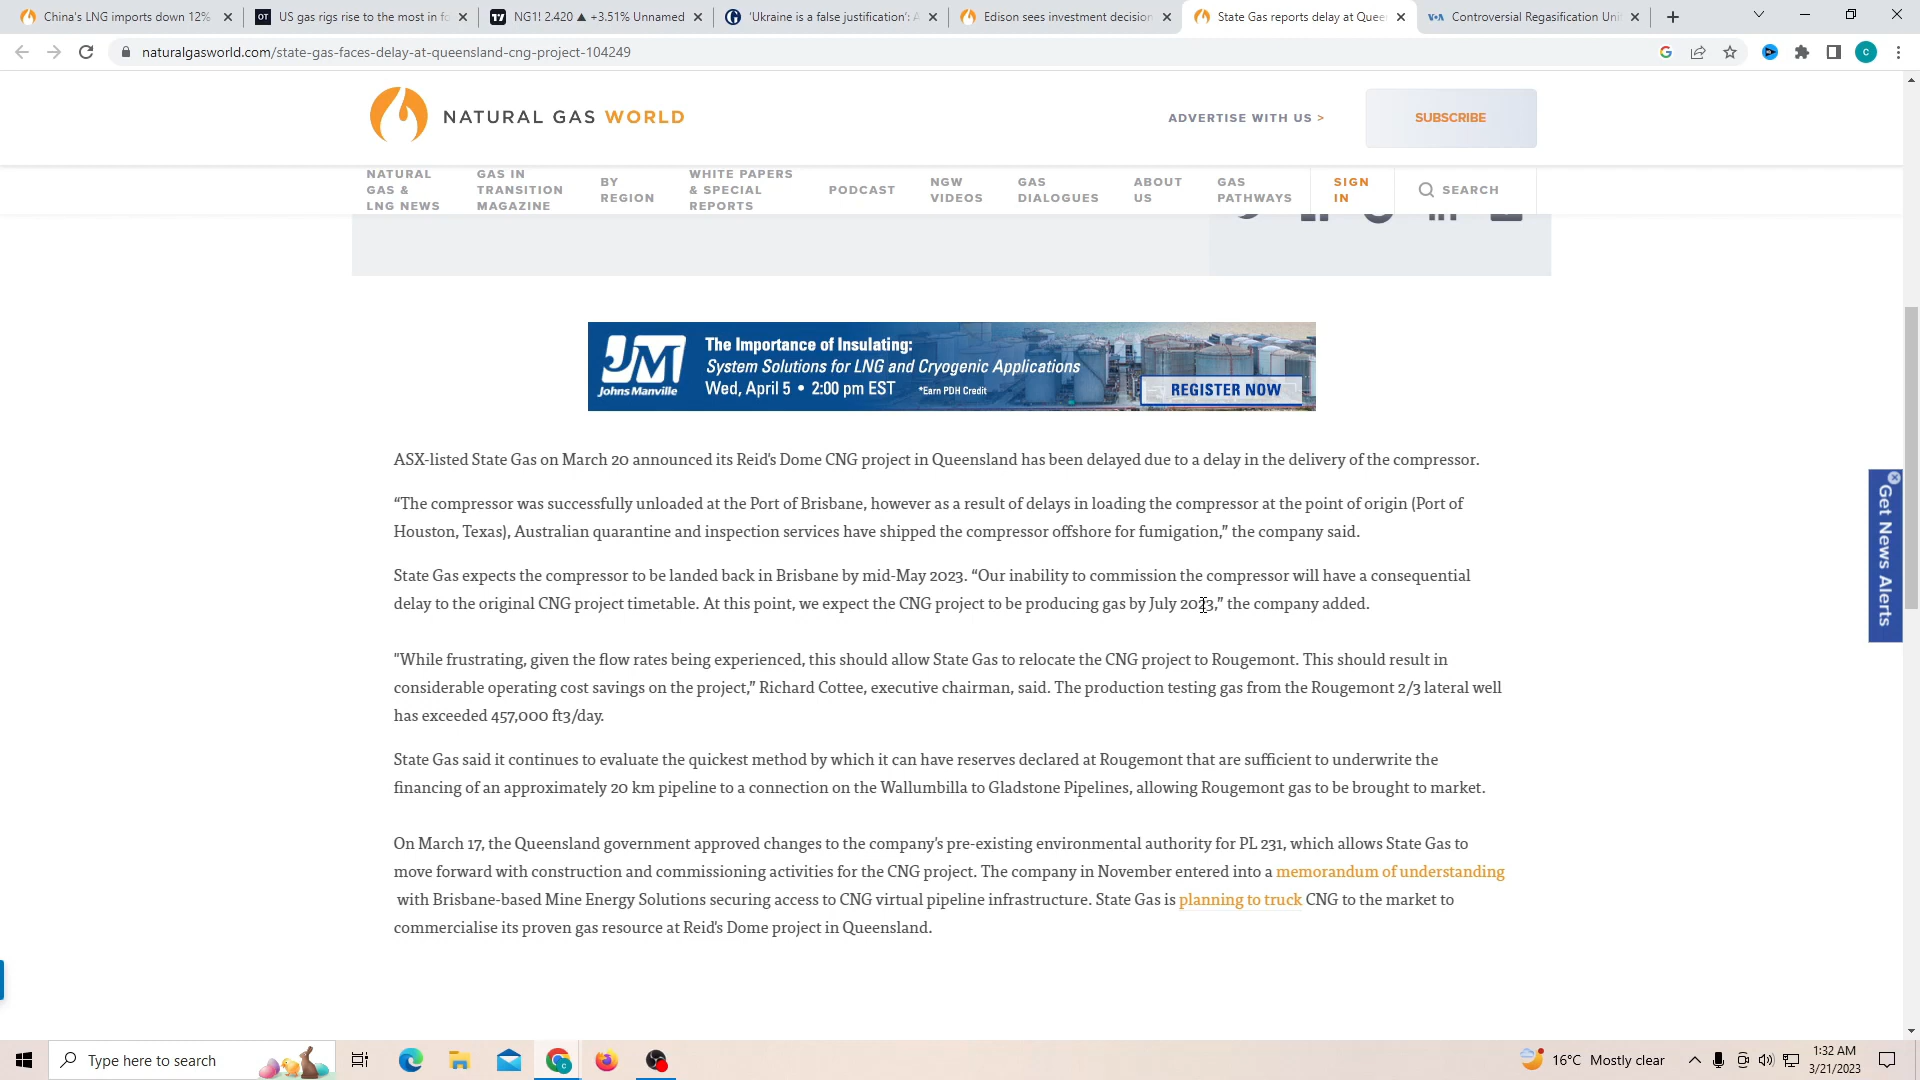 China's LNG imports down 12%
OT US gas rigs rise to the most in fo
NG1! 2.420 ▲ +3.51% Unnamed
'Ukraine is a false justification': A
Edison sees investment decision
State Gas reports delay at Quee
VOA Controversial Regasification Uni
naturalgasworld.com/state-gas-faces-delay-at-queensland-cng-project-104249
C
NATURAL GAS WORLD
ADVERTISE WITH US >
SUBSCRIBE
NATURAL GAS & LNG NEWS
GAS IN TRANSITION MAGAZINE
BY REGION
WHITE PAPERS & SPECIAL REPORTS
PODCAST
NGW VIDEOS
GAS DIALOGUES
ABOUT US
GAS PATHWAYS
SIGN IN
SEARCH
JM
Johns Manville
The Importance of Insulating:
System Solutions for LNG and Cryogenic Applications
Wed, April 5 • 2:00 pm EST *Earn PDH Credit
REGISTER NOW
ASX-listed State Gas on March 20 announced its Reid's Dome CNG project in Queensland has been delayed due to a delay in the delivery of the compressor.
“The compressor was successfully unloaded at the Port of Brisbane, however as a result of delays in loading the compressor at the point of origin (Port of
Houston, Texas), Australian quarantine and inspection services have shipped the compressor offshore for fumigation,” the company said.
State Gas expects the compressor to be landed back in Brisbane by mid-May 2023. “Our inability to commission the compressor will have a consequential
delay to the original CNG project timetable. At this point, we expect the CNG project to be producing gas by July 2023,” the company added.
"While frustrating, given the flow rates being experienced, this should allow State Gas to relocate the CNG project to Rougemont. This should result in
considerable operating cost savings on the project,” Richard Cottee, executive chairman, said. The production testing gas from the Rougemont 2/3 lateral well
has exceeded 457,000 ft3/day.
State Gas said it continues to evaluate the quickest method by which it can have reserves declared at Rougemont that are sufficient to underwrite the
financing of an approximately 20 km pipeline to a connection on the Wallumbilla to Gladstone Pipelines, allowing Rougemont gas to be brought to market.
On March 17, the Queensland government approved changes to the company’s pre-existing environmental authority for PL 231, which allows State Gas to
move forward with construction and commissioning activities for the CNG project. The company in November entered into a memorandum of understanding
with Brisbane-based Mine Energy Solutions securing access to CNG virtual pipeline infrastructure. State Gas is planning to truck CNG to the market to
commercialise its proven gas resource at Reid's Dome project in Queensland.
Get News Alerts
Type here to search
16°C Mostly clear
1:32 AM
3/21/2023